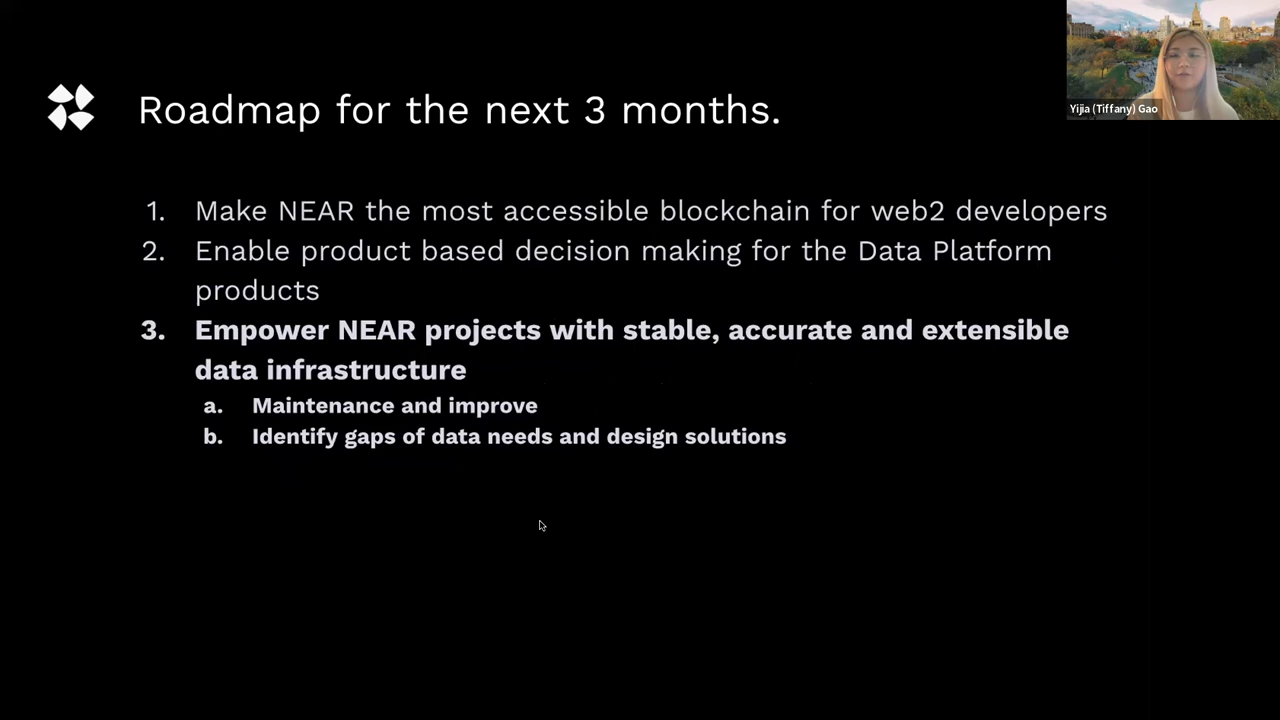 Roadmap for the next 3 months.
Yijia (Tiffany) Gao
1. Make NEAR the most accessible blockchain for web2 developers
2. Enable product based decision making for the Data Platform
products
3. Empower NEAR projects with stable, accurate and extensible
data infrastructure
a. Maintenance and improve
b. Identify gaps of data needs and design solutions